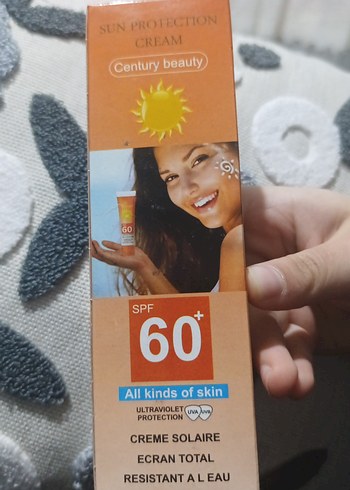 SUN PROTECTION
CREAM
Century beauty
60
SPF
60+
All kinds of skin
ULTRAVIOLET
PROTECTION
UVA UVB
CREME SOLAIRE
ECRAN TOTAL
RESISTANT A L EAU